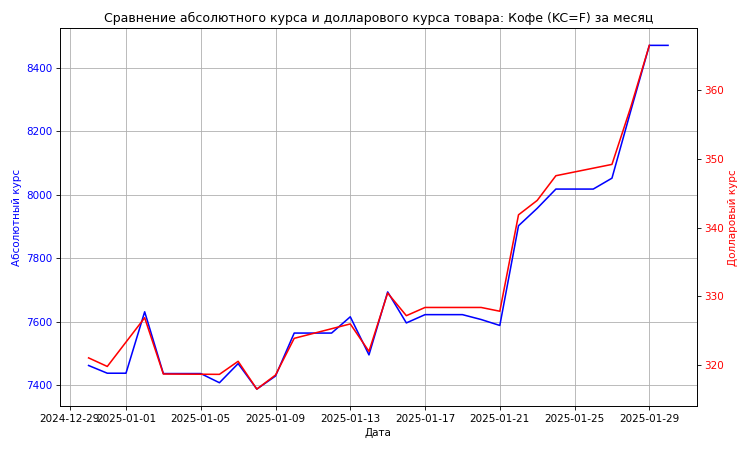 Сравнение абсолютного курса и долларового курса товара: Кофе (KC=F) за месяц
8400
8200
8000
7800
7600
7400
Абсолютный курс
360
350
340
330
320
Долларовый курс
2024-12-29 2025-01-01 2025-01-05 2025-01-09 2025-01-13 2025-01-17 2025-01-21 2025-01-25 2025-01-29
Дата